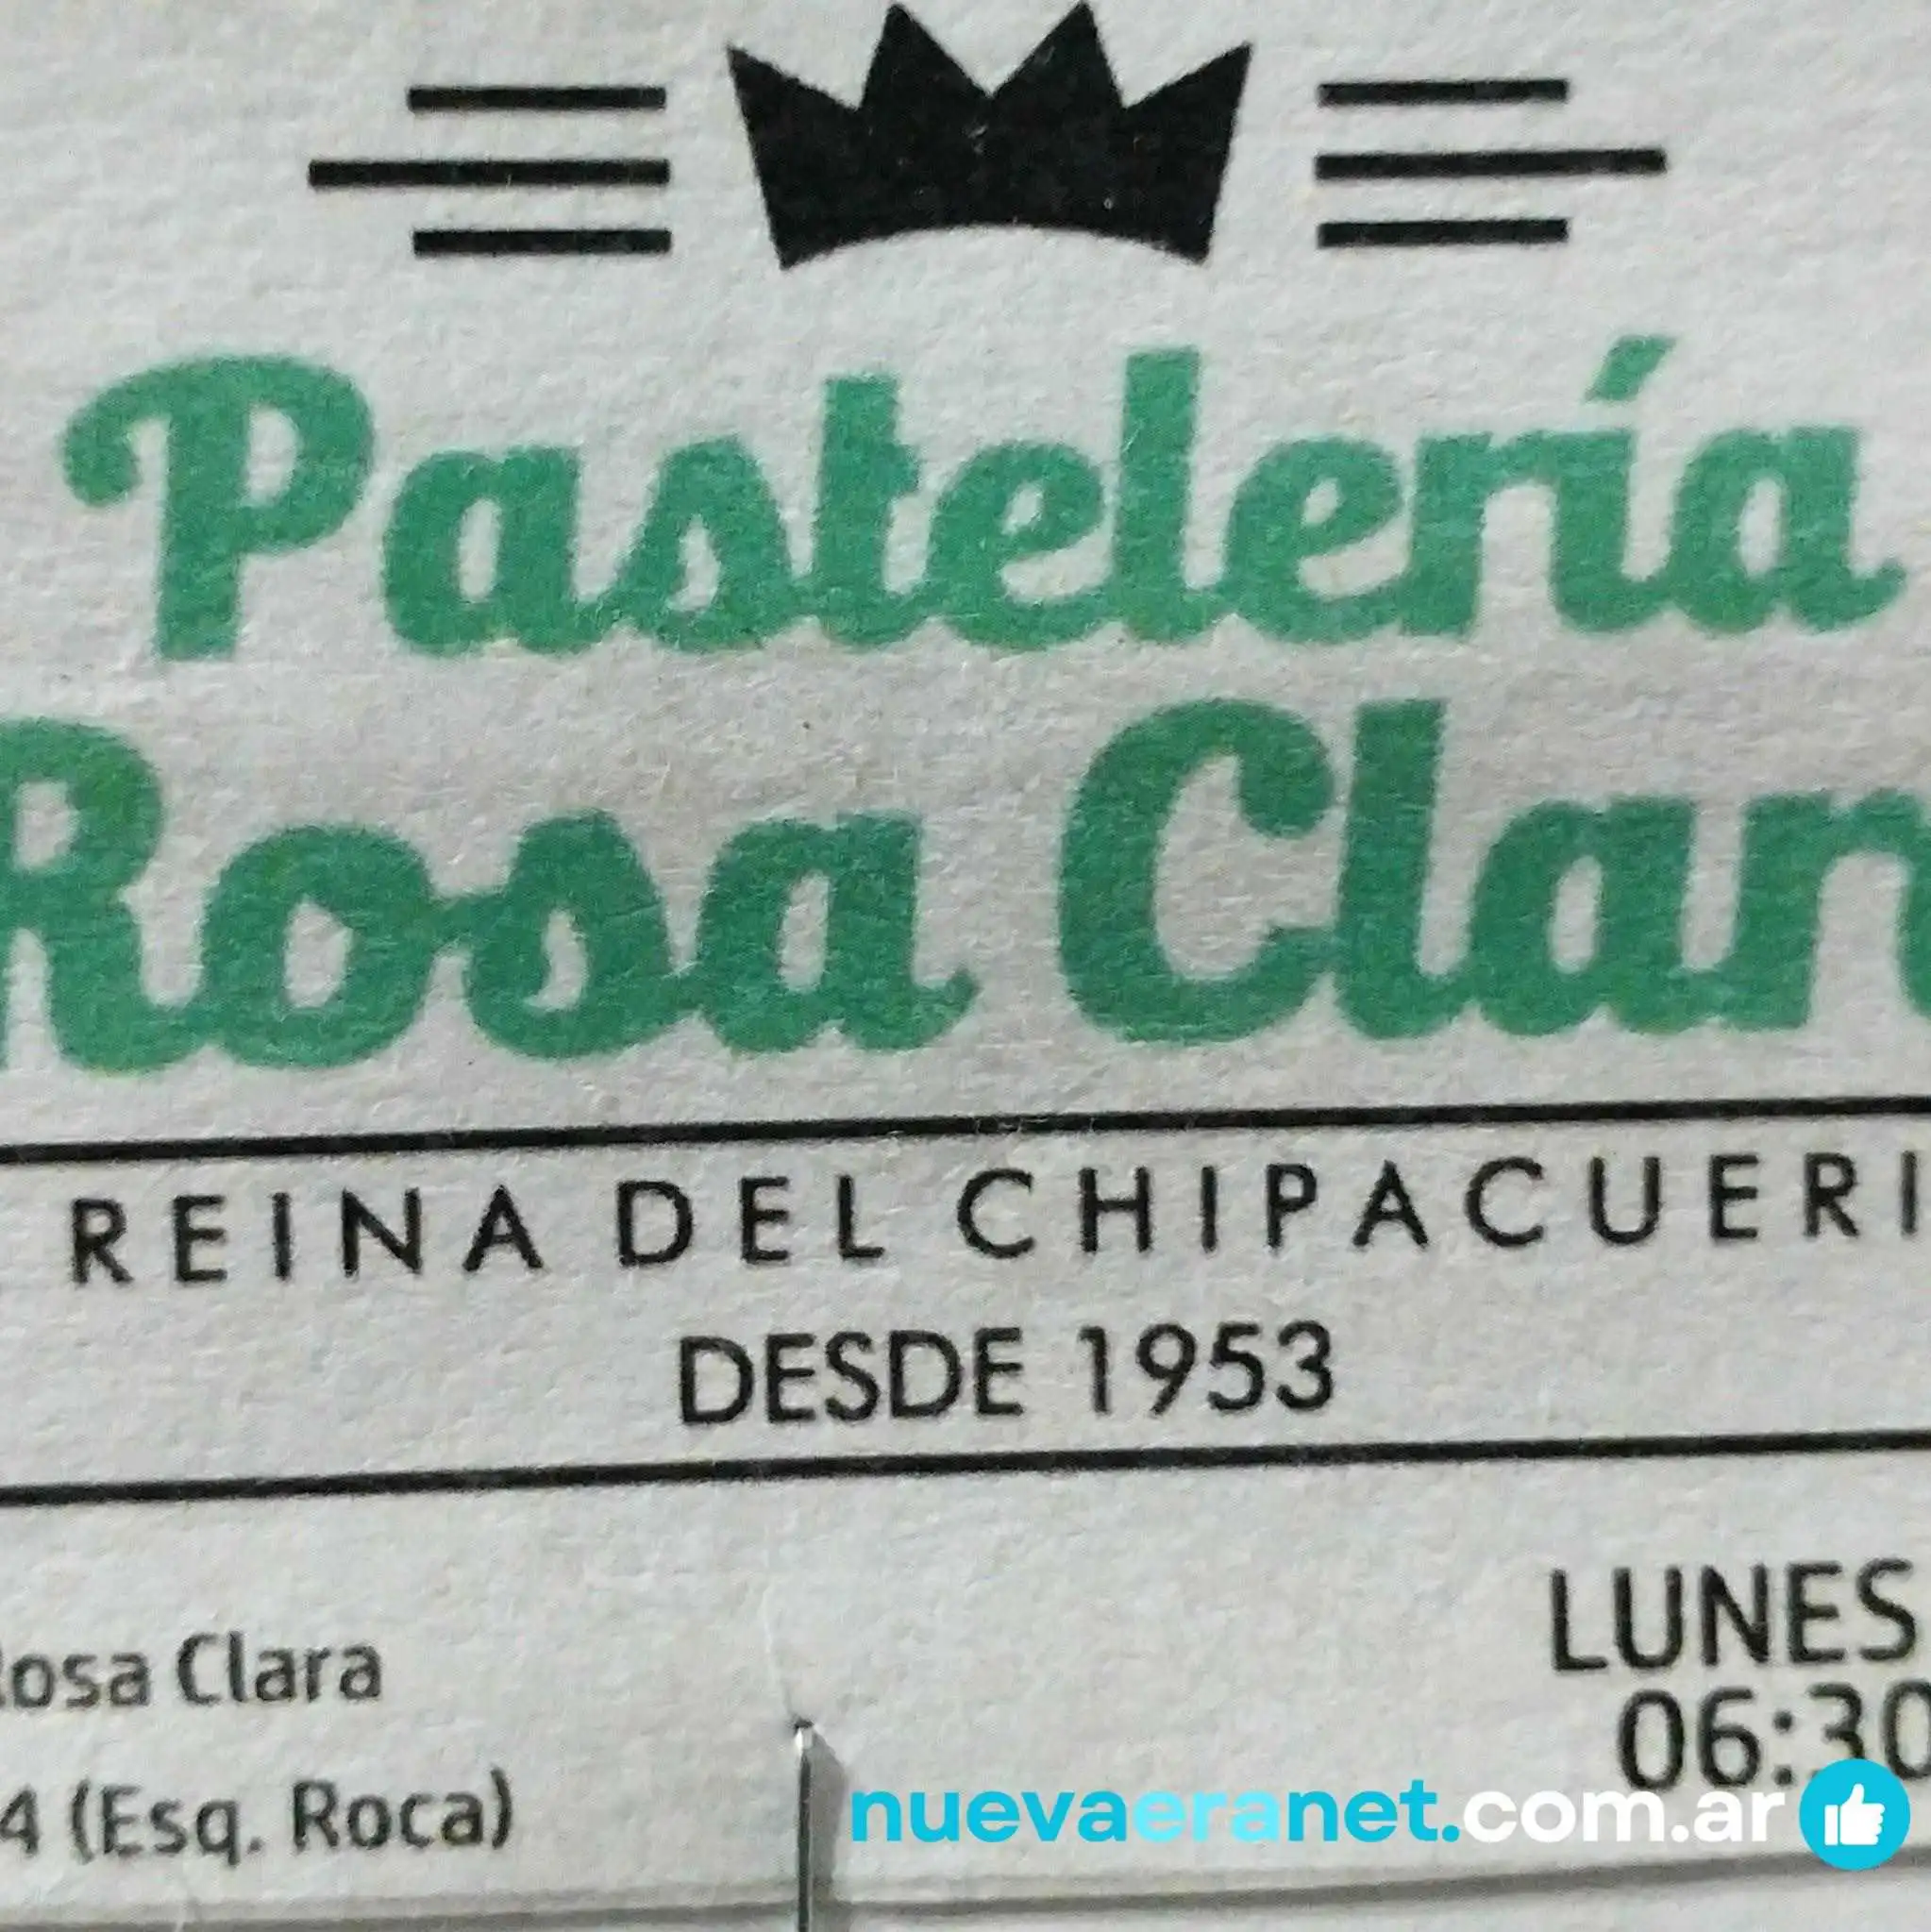 Pastelería
Rosa Clar
REINA DEL CHIPACUERI
DESDE 1953
LUNES
06:30
Rosa Clara
4 (Esq. Roca)
nuevaeranet.com.ar